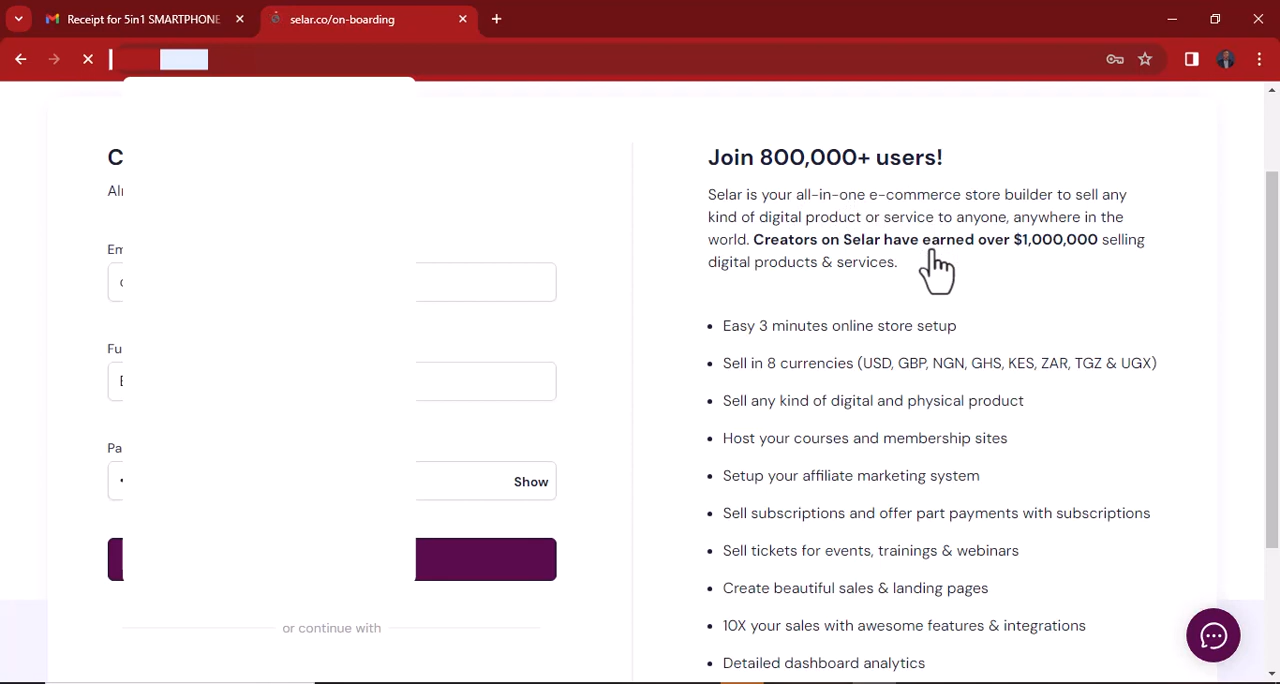 Receipt for 5in1 SMARTPHONE
selar.co/on-boarding
C
Al
Em
Fu
E
Pa
Show
or continue with
Join 800,000+ users!
Selar is your all-in-one e-commerce store builder to sell any
kind of digital product or service to anyone, anywhere in the
world. Creators on Selar have earned over $1,000,000 selling
digital products & services.
• Easy 3 minutes online store setup
• Sell in 8 currencies (USD, GBP, NGN, GHS, KES, ZAR, TGZ & UGX)
• Sell any kind of digital and physical product
• Host your courses and membership sites
• Setup your affiliate marketing system
• Sell subscriptions and offer part payments with subscriptions
• Sell tickets for events, trainings & webinars
• Create beautiful sales & landing pages
• 10X your sales with awesome features & integrations
• Detailed dashboard analytics